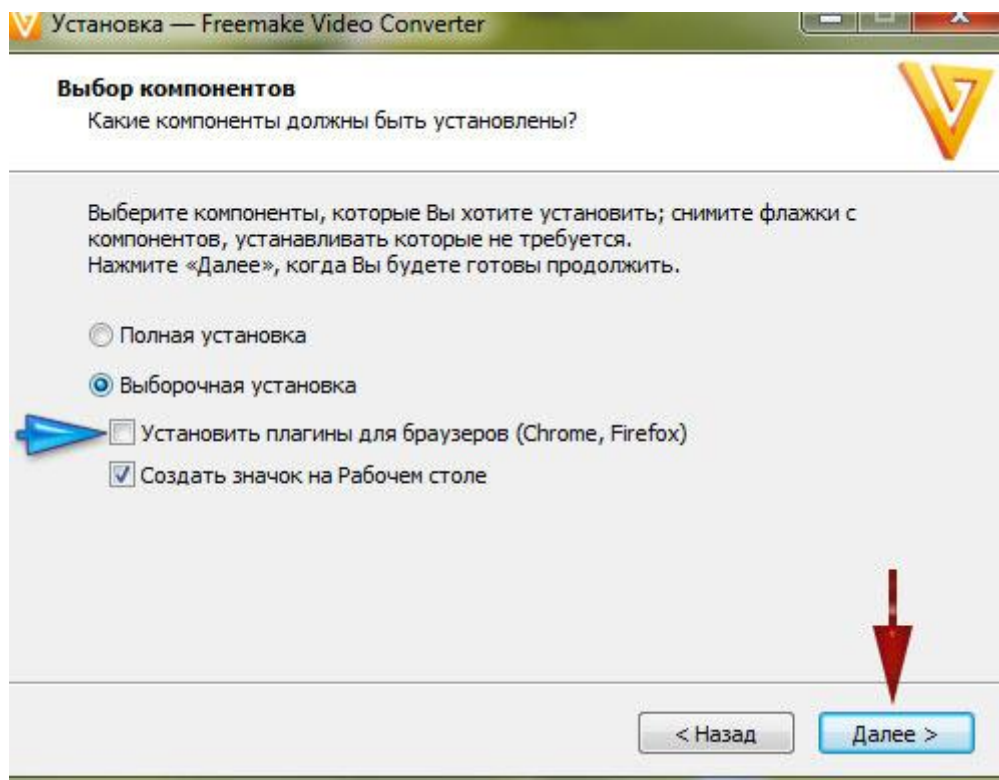 Установка — Freemake Video Converter
Выбор компонентов
Какие компоненты должны быть установлены?
Выберите компоненты, которые Вы хотите установить; снимите флажки с
компонентов, устанавливать которые не требуется.
Нажмите «Далее», когда Вы будете готовы продолжить.
Полная установка
Выборочная установка
Установить плагины для браузеров (Chrome, Firefox)
Создать значок на Рабочем столе
< Назад
Далее >